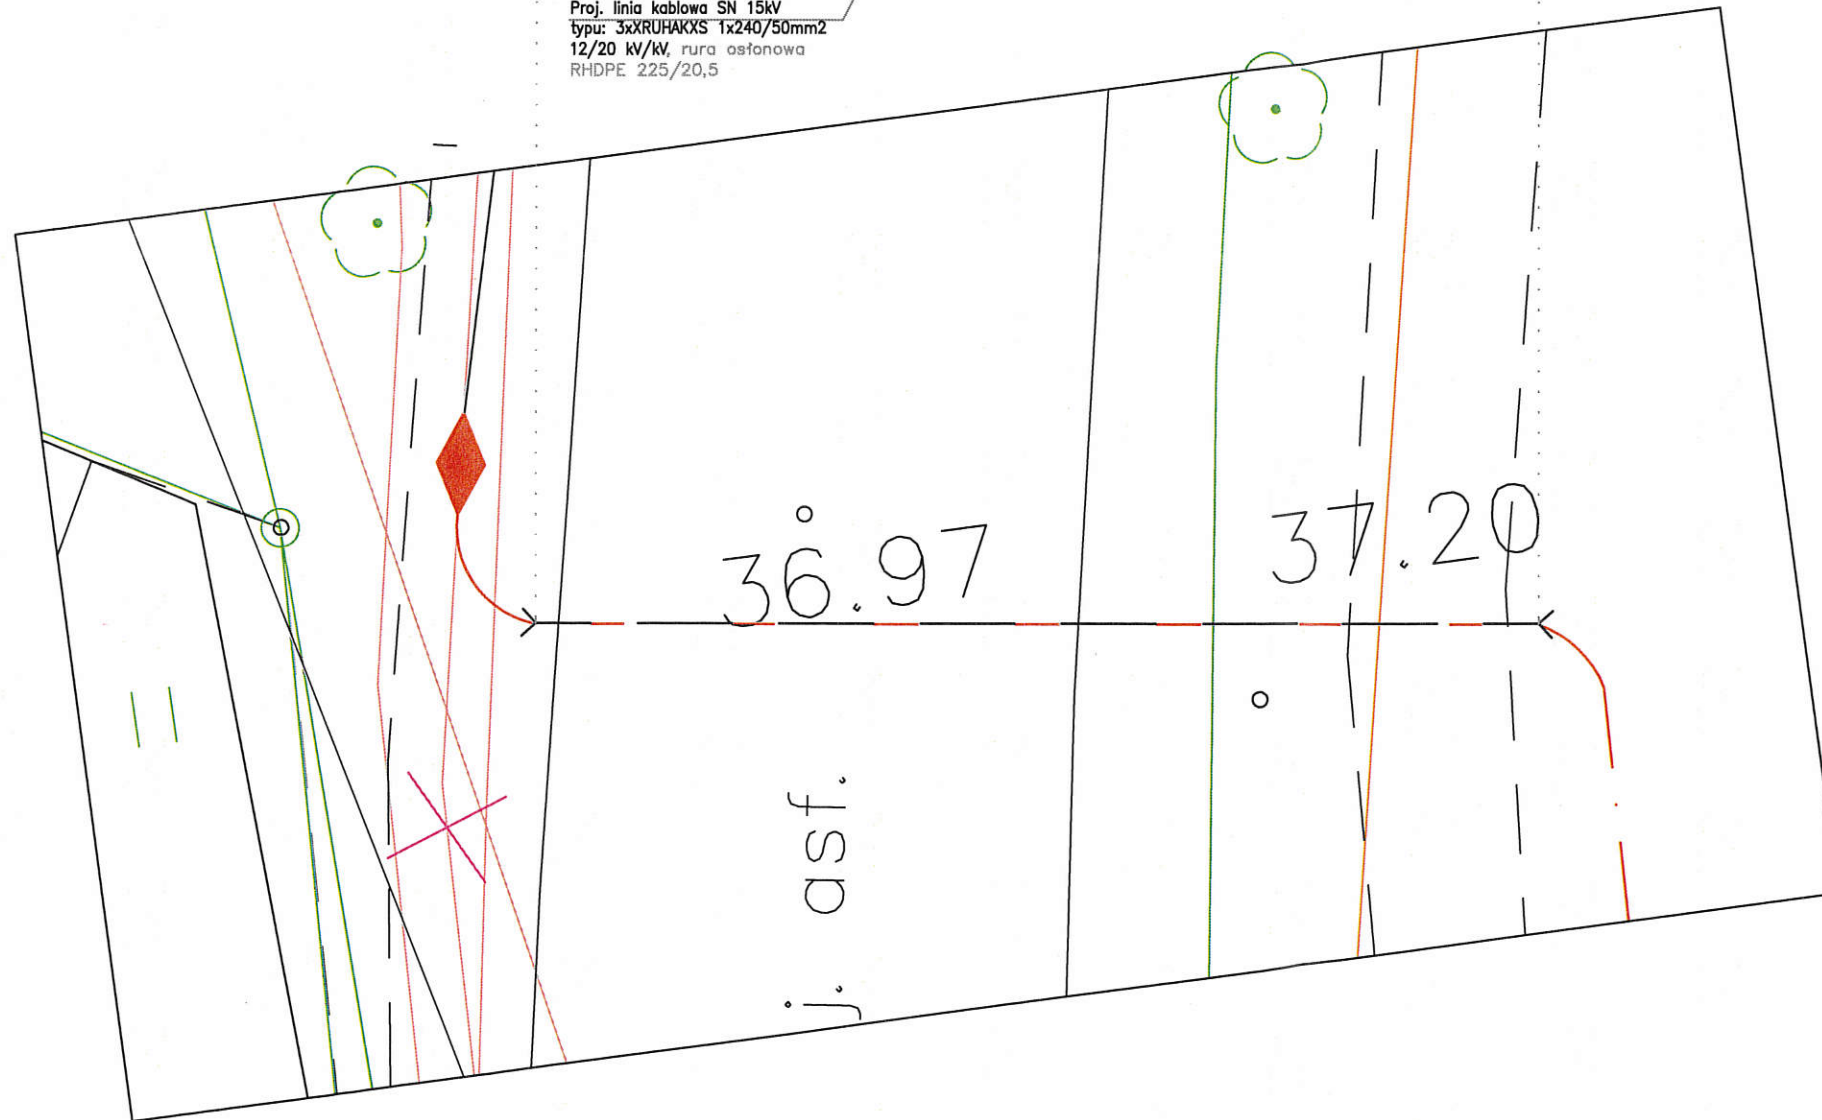 Proj. linia kablowa SN 15kV
typu: 3xXRUHAKXS 1x240/50mm2
12/20 kV/kV, rura osłonowa
RHDPE 225/20,5
36.97
37.20
j. asf.